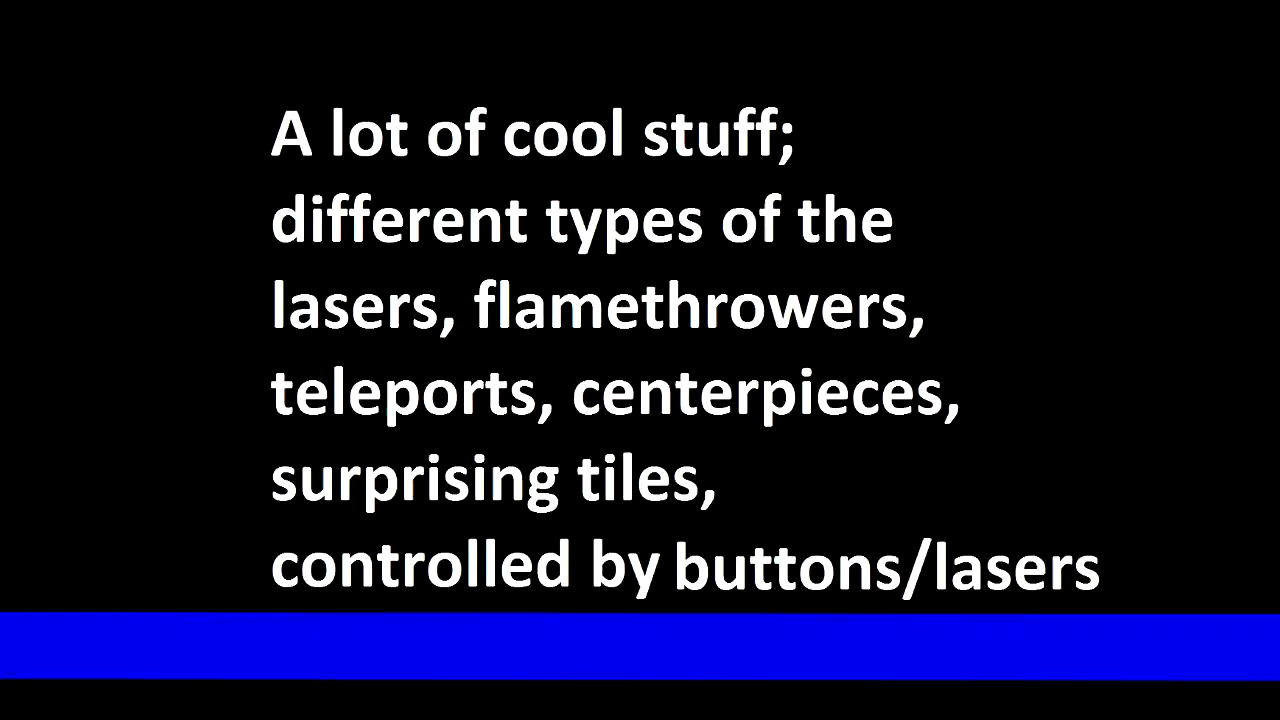 A lot of cool stuff;
different types of the
lasers, flamethrowers,
teleports, centerpieces,
surprising tiles,
controlled by buttons/lasers